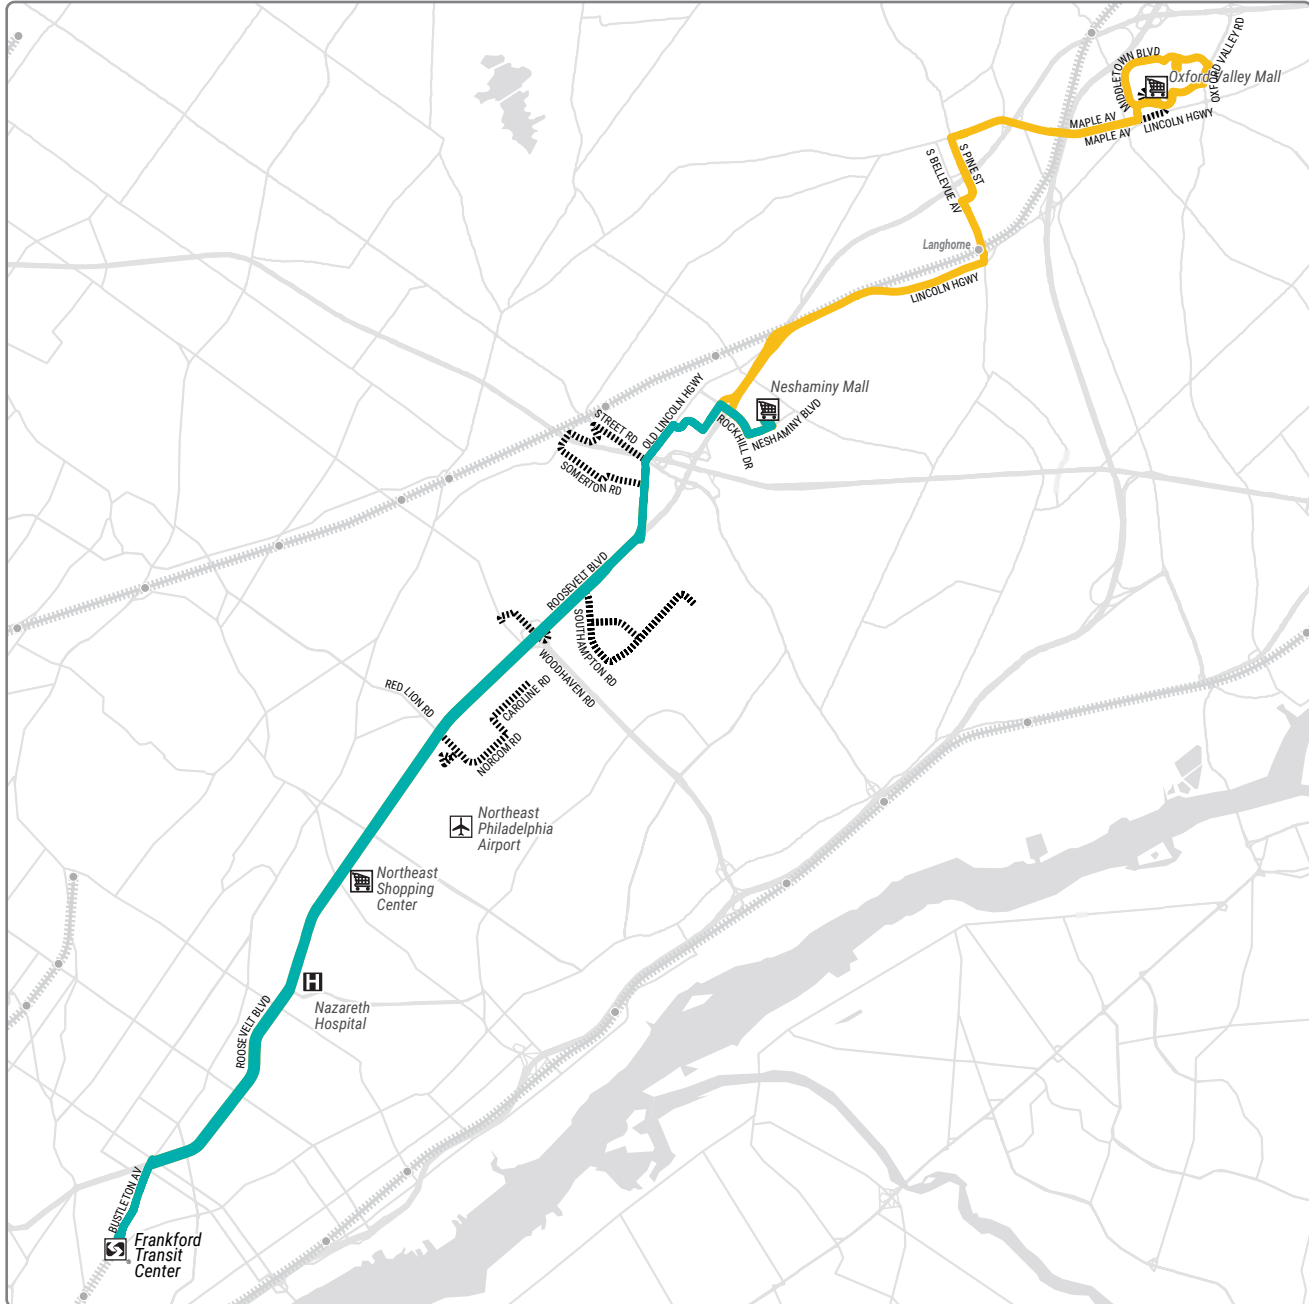 MIDDLETOWN BLVD
OXFORD VALLEY RD
Oxford Valley Mall
MAPLE AV
MAPLE AV
LINCOLN HGWY
S PINE ST
S BELLEVUE AV
Langhorne
LINCOLN HGWY
Neshaminy Mall
OLD LINCOLN HGWY
STREET RD
ROCKHILL DR
NESHAMINY BLVD
SOMERTON RD
ROOSEVELT BLVD
SOUTHAMPTON RD
WOODHAVEN RD
RED LION RD
CAROLINE RD
NORCOM RD
Northeast
Philadelphia
Airport
Northeast
Shopping
Center
H
Nazareth
Hospital
ROOSEVELT BLVD
BUSTLETON AV
Frankford
Transit
Center